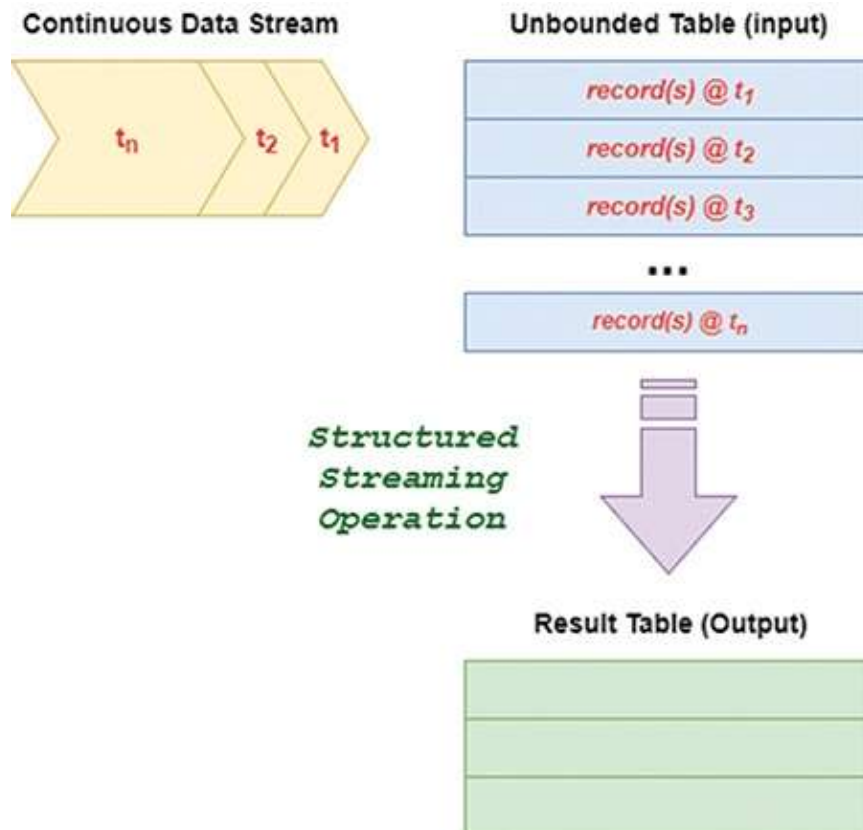 Continuous Data Stream
tn
t2
t1
Unbounded Table (input)
record(s) @ t1
record(s) @ t2
record(s) @ t3
...
record(s) @ tn
Structured
Streaming
Operation
Result Table (Output)